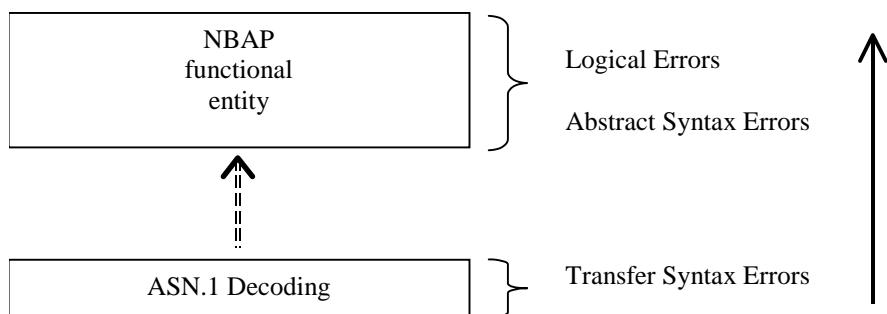 NBAP
functional
entity
Logical Errors
Abstract Syntax Errors
ASN.1 Decoding
Transfer Syntax Errors